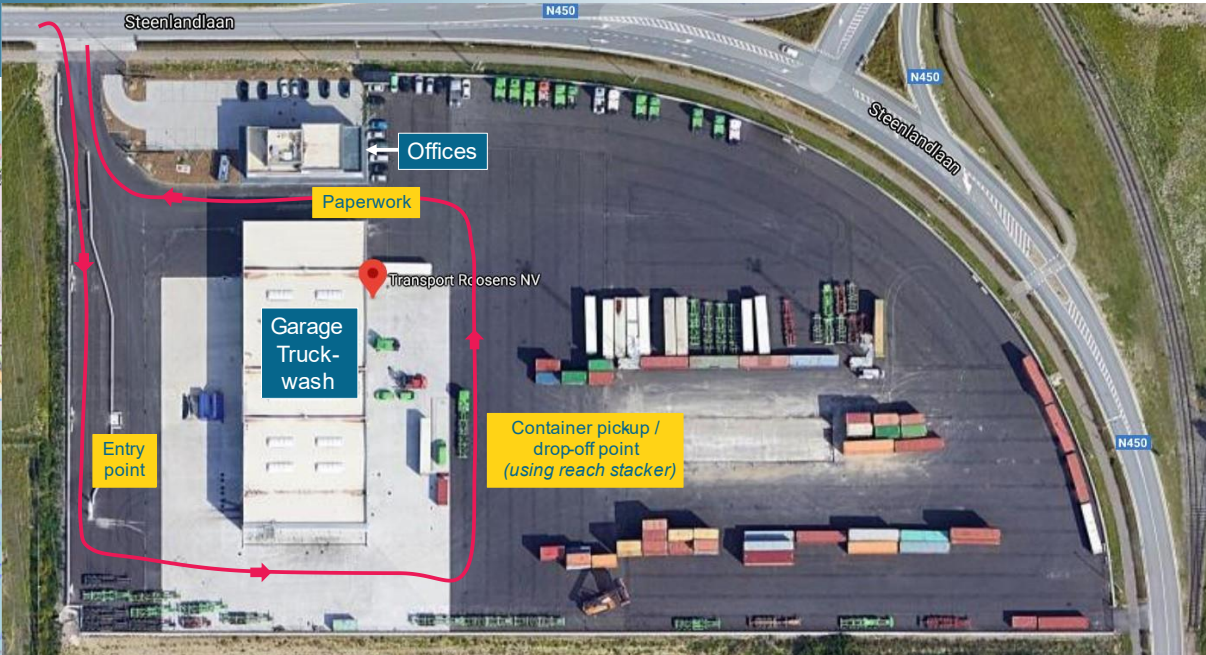 Steenlandlaan
N450
N450
Steenlandlaan
Offices
Paperwork
Transport Roosens NV
Garage
Truck-
wash
Container pickup /
drop-off point
(using reach stacker)
Entry
point
N450